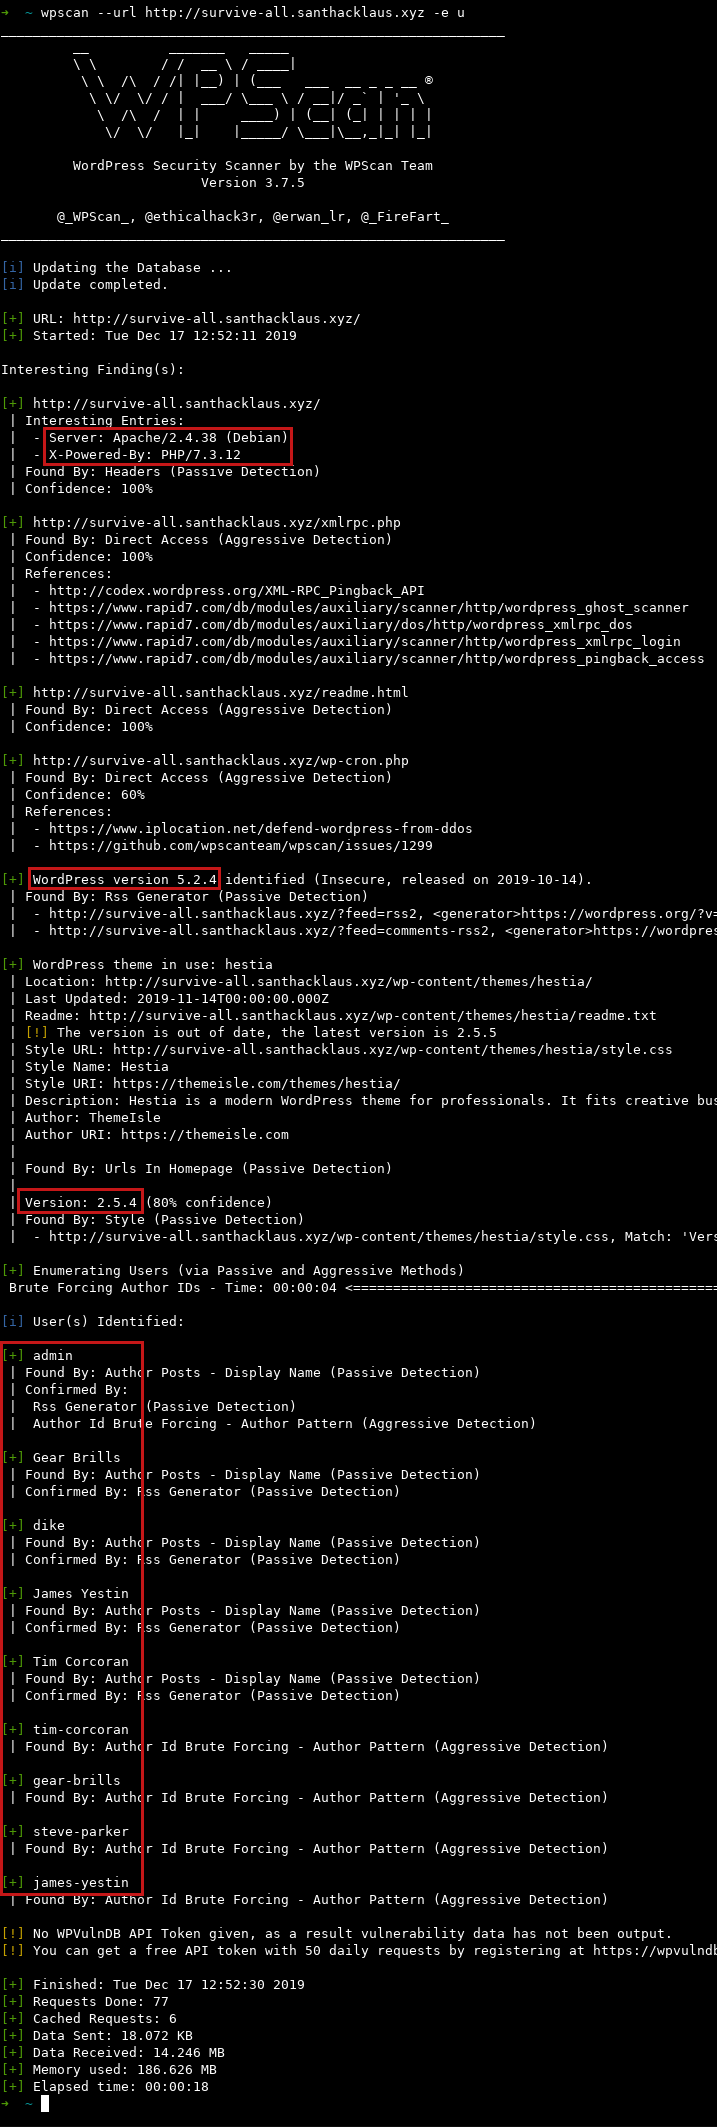 ➜  ~ wpscan --url http://survive-all.santhacklaus.xyz -e u
_______________________________________________________________
         __          _______   _____
         \ \        / /  __ \ / ____|
          \ \  /\  / /| |__) | (___   ___  __ _ _ __ ®
           \ \/  \/ / |  ___/ \___ \ / __|/ _` | '_ \
            \  /\  /  | |     ____) | (__| (_| | | | |
             \/  \/   |_|    |_____/ \___|\__,_|_| |_|

         WordPress Security Scanner by the WPScan Team
                         Version 3.7.5

       @_WPScan_, @ethicalhack3r, @erwan_lr, @_FireFart_
_______________________________________________________________

[i] Updating the Database ...
[i] Update completed.

[+] URL: http://survive-all.santhacklaus.xyz/
[+] Started: Tue Dec 17 12:52:11 2019

Interesting Finding(s):

[+] http://survive-all.santhacklaus.xyz/
 | Interesting Entries:
 |  - Server: Apache/2.4.38 (Debian)
 |  - X-Powered-By: PHP/7.3.12
 | Found By: Headers (Passive Detection)
 | Confidence: 100%

[+] http://survive-all.santhacklaus.xyz/xmlrpc.php
 | Found By: Direct Access (Aggressive Detection)
 | Confidence: 100%
 | References:
 |  - http://codex.wordpress.org/XML-RPC_Pingback_API
 |  - https://www.rapid7.com/db/modules/auxiliary/scanner/http/wordpress_ghost_scanner
 |  - https://www.rapid7.com/db/modules/auxiliary/dos/http/wordpress_xmlrpc_dos
 |  - https://www.rapid7.com/db/modules/auxiliary/scanner/http/wordpress_xmlrpc_login
 |  - https://www.rapid7.com/db/modules/auxiliary/scanner/http/wordpress_pingback_access

[+] http://survive-all.santhacklaus.xyz/readme.html
 | Found By: Direct Access (Aggressive Detection)
 | Confidence: 100%

[+] http://survive-all.santhacklaus.xyz/wp-cron.php
 | Found By: Direct Access (Aggressive Detection)
 | Confidence: 60%
 | References:
 |  - https://www.iplocation.net/defend-wordpress-from-ddos
 |  - https://github.com/wpscanteam/wpscan/issues/1299

[+] WordPress version 5.2.4 identified (Insecure, released on 2019-10-14).
 | Found By: Rss Generator (Passive Detection)
 |  - http://survive-all.santhacklaus.xyz/?feed=rss2, <generator>https://wordpress.org/?v=
 |  - http://survive-all.santhacklaus.xyz/?feed=comments-rss2, <generator>https://wordpres

[+] WordPress theme in use: hestia
 | Location: http://survive-all.santhacklaus.xyz/wp-content/themes/hestia/
 | Last Updated: 2019-11-14T00:00:00.000Z
 | Readme: http://survive-all.santhacklaus.xyz/wp-content/themes/hestia/readme.txt
 | [!] The version is out of date, the latest version is 2.5.5
 | Style URL: http://survive-all.santhacklaus.xyz/wp-content/themes/hestia/style.css
 | Style Name: Hestia
 | Style URI: https://themeisle.com/themes/hestia/
 | Description: Hestia is a modern WordPress theme for professionals. It fits creative bus
 | Author: ThemeIsle
 | Author URI: https://themeisle.com
 |
 | Found By: Urls In Homepage (Passive Detection)
 |
 | Version: 2.5.4 (80% confidence)
 | Found By: Style (Passive Detection)
 |  - http://survive-all.santhacklaus.xyz/wp-content/themes/hestia/style.css, Match: 'Vers

[+] Enumerating Users (via Passive and Aggressive Methods)
 Brute Forcing Author IDs - Time: 00:00:04 <==============================================

[i] User(s) Identified:

[+] admin
 | Found By: Author Posts - Display Name (Passive Detection)
 | Confirmed By:
 |  Rss Generator (Passive Detection)
 |  Author Id Brute Forcing - Author Pattern (Aggressive Detection)

[+] Gear Brills
 | Found By: Author Posts - Display Name (Passive Detection)
 | Confirmed By: Rss Generator (Passive Detection)

[+] dike
 | Found By: Author Posts - Display Name (Passive Detection)
 | Confirmed By: Rss Generator (Passive Detection)

[+] James Yestin
 | Found By: Author Posts - Display Name (Passive Detection)
 | Confirmed By: Rss Generator (Passive Detection)

[+] Tim Corcoran
 | Found By: Author Posts - Display Name (Passive Detection)
 | Confirmed By: Rss Generator (Passive Detection)

[+] tim-corcoran
 | Found By: Author Id Brute Forcing - Author Pattern (Aggressive Detection)

[+] gear-brills
 | Found By: Author Id Brute Forcing - Author Pattern (Aggressive Detection)

[+] steve-parker
 | Found By: Author Id Brute Forcing - Author Pattern (Aggressive Detection)

[+] james-yestin
 | Found By: Author Id Brute Forcing - Author Pattern (Aggressive Detection)

[!] No WPVulnDB API Token given, as a result vulnerability data has not been output.
[!] You can get a free API token with 50 daily requests by registering at https://wpvulndb

[+] Finished: Tue Dec 17 12:52:30 2019
[+] Requests Done: 77
[+] Cached Requests: 6
[+] Data Sent: 18.072 KB
[+] Data Received: 14.246 MB
[+] Memory used: 186.626 MB
[+] Elapsed time: 00:00:18
➜  ~